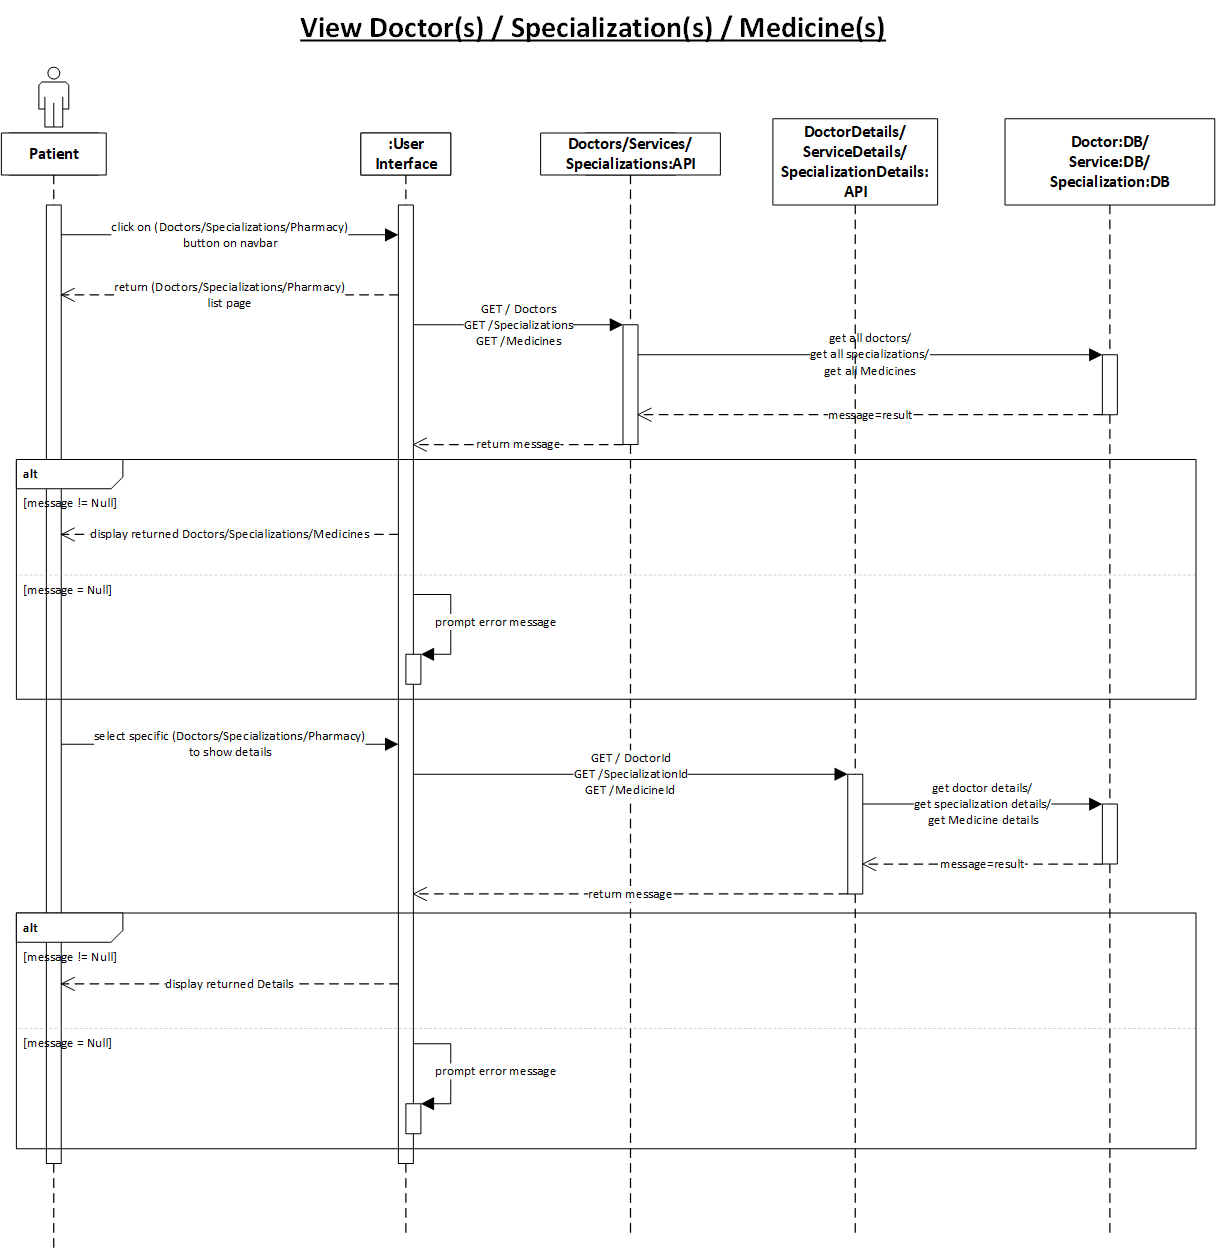 View Doctor(s) / Specialization(s) / Medicine(s)
Patient
:User
Interface
Doctors/Services/
Specializations:API
DoctorDetails/
ServiceDetails/
SpecializationDetails:
API
Doctor:DB/
Service:DB/
Specialization:DB
click on (Doctors/Specializations/Pharmacy)
button on navbar
return (Doctors/Specializations/Pharmacy)
list page
GET / Doctors
GET /Specializations
GET /Medicines
get all doctors/
get all specializations/
get all Medicines
message=result
return message
alt
[message != Null]
display returned Doctors/Specializations/Medicines
[message = Null]
prompt error message
select specific (Doctors/Specializations/Pharmacy)
to show details
GET / DoctorId
GET /SpecializationId
GET /MedicineId
get doctor details/
get specialization details/
get Medicine details
message=result
return message
alt
[message != Null]
display returned Details
[message = Null]
prompt error message